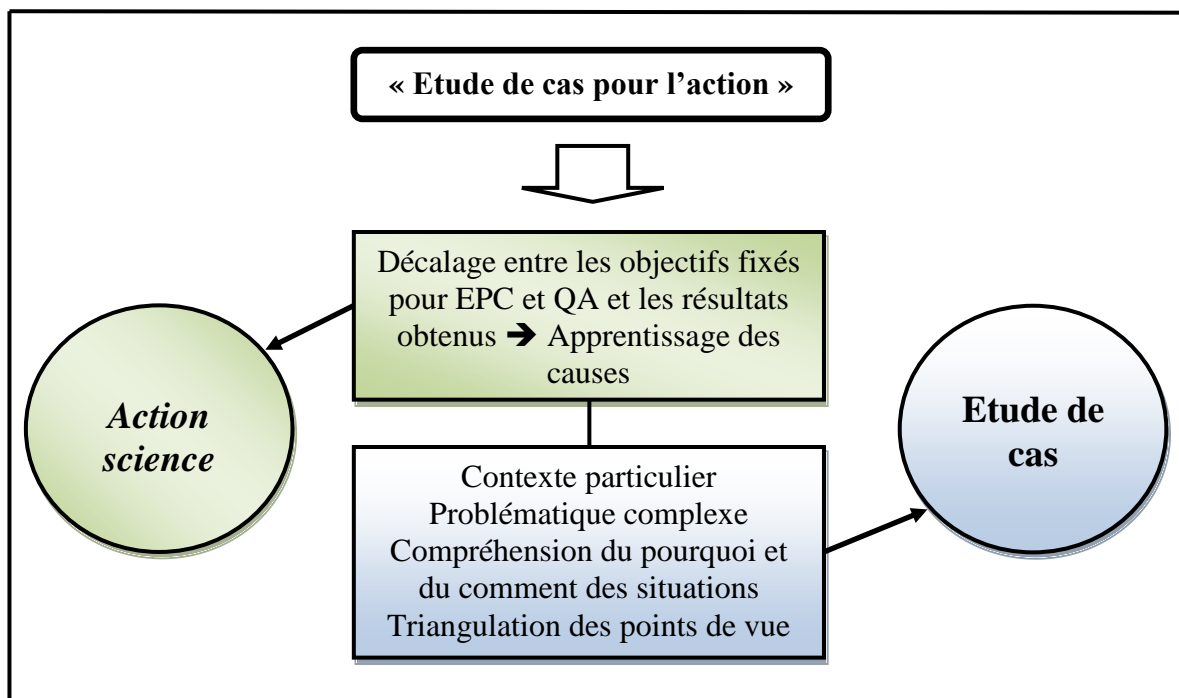 « Etude de cas pour l’action »
Décalage entre les objectifs fixés
pour EPC et QA et les résultats
obtenus ➔ Apprentissage des
causes
Action
science
Etude de
cas
Contexte particulier
Problématique complexe
Compréhension du pourquoi et
du comment des situations
Triangulation des points de vue